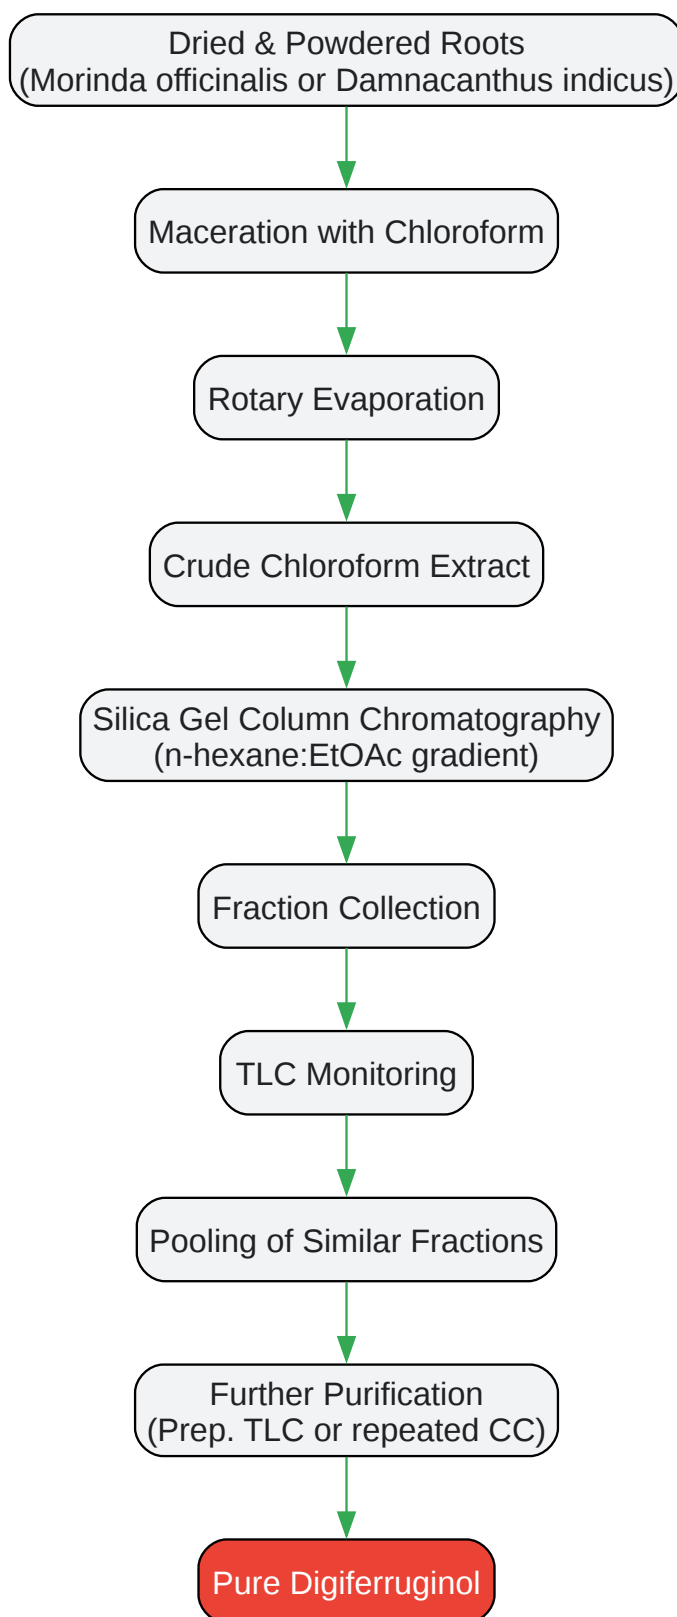 Dried & Powdered Roots
(Morinda officinalis or Damnacanthus indicus)
Maceration with Chloroform
Rotary Evaporation
Crude Chloroform Extract
Silica Gel Column Chromatography
(n-hexane:EtOAc gradient)
Fraction Collection
TLC Monitoring
Pooling of Similar Fractions
Further Purification
(Prep. TLC or repeated CC)
Pure Digiferruginol